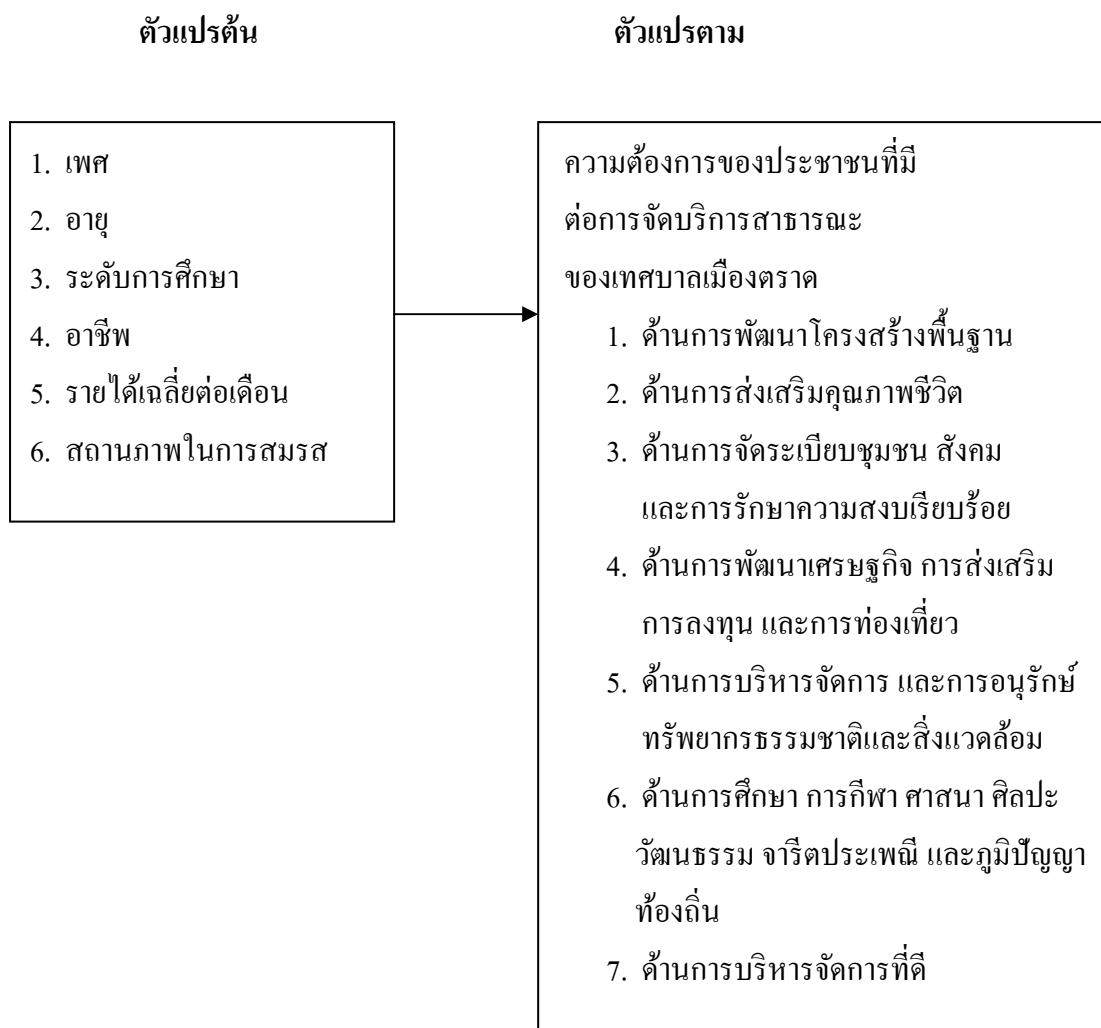 ตัวแปรต้น
ตัวแปรตาม
1. เพศ
2. อายุ
3. ระดับการศึกษา
4. อาชีพ
5. รายได้เฉลี่ยต่อเดือน
6. สถานภาพในการสมรส
ความต้องการของประชาชนที่มี
ต่อการจัดบริการสาธารณะ
ของเทศบาลเมืองตราด
1. ด้านการพัฒนาโครงสร้างพื้นฐาน
2. ด้านการส่งเสริมคุณภาพชีวิต
3. ด้านการจัดระเบียบชุมชน สังคม
และการรักษาความสงบเรียบร้อย
4. ด้านการพัฒนาเศรษฐกิจ การส่งเสริม
การลงทุน และการท่องเที่ยว
5. ด้านการบริหารจัดการ และการอนุรักษ์
ทรัพยากรธรรมชาติและสิ่งแวดล้อม
6. ด้านการศึกษา การกีฬา ศาสนา ศิลปะ
วัฒนธรรม จารีตประเพณี และภูมิปัญญา
ท้องถิ่น
7. ด้านการบริหารจัดการที่ดี